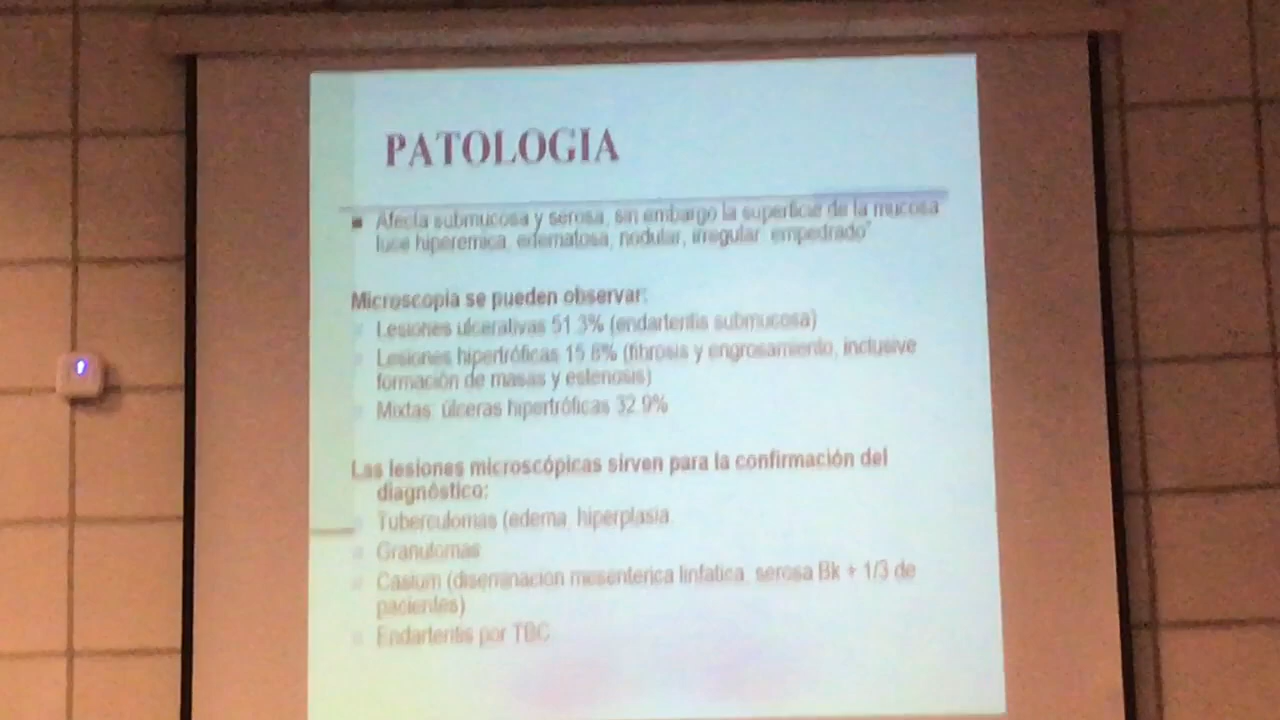 PATOLOGIA
Afecta submucosa y serosa, sin embargo la superficie de la mucosa
luce hiperemica, edematosa, nodular, irregular, empedrado"
Microscopia se pueden observar:
Lesiones ulcerativas 51.3% (endarteritis submucosa)
Lesiones hipertróficas 15.8% (fibrosis y engrosamiento, inclusive
formación de masas y estenosis)
Mixtas: úlceras hipertróficas 32.9%
Las lesiones microscópicas sirven para la confirmación del
diagnóstico:
Tuberculomas (edema, hiperplasia
Granulomas
(diseminacion mesenterica linfatica, serosa Bk + 1/3 de
pacientes)
Endarteritis por TBC